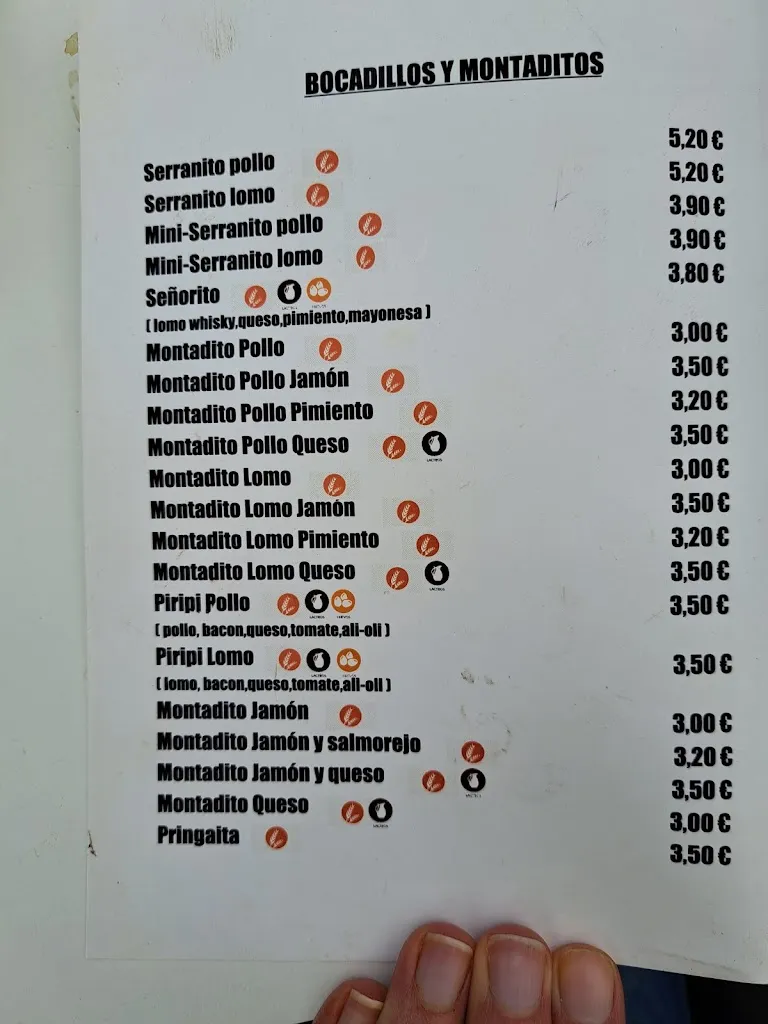 BOCADILLOS Y MONTADITOS
Serranito pollo 5,20 €
Serranito lomo 5,20 €
Mini-Serranito pollo 3,90 €
Mini-Serranito lomo 3,90 €
Señorito 3,80 €
( lomo whisky,queso,pimiento,mayonesa )
Montadito Pollo 3,00 €
Montadito Pollo Jamón 3,50 €
Montadito Pollo Pimiento 3,20 €
Montadito Pollo Queso 3,50 €
Montadito Lomo 3,00 €
Montadito Lomo Jamón 3,50 €
Montadito Lomo Pimiento 3,20 €
Montadito Lomo Queso 3,50 €
Piripi Pollo 3,50 €
( pollo, bacon,queso,tomate,ali-oli )
Piripi Lomo 3,50 €
( lomo, bacon,queso,tomate,ali-oli )
Montadito Jamón 3,00 €
Montadito Jamón y salmorejo 3,20 €
Montadito Jamón y queso 3,50 €
Montadito Queso 3,00 €
Pringaita 3,50 €